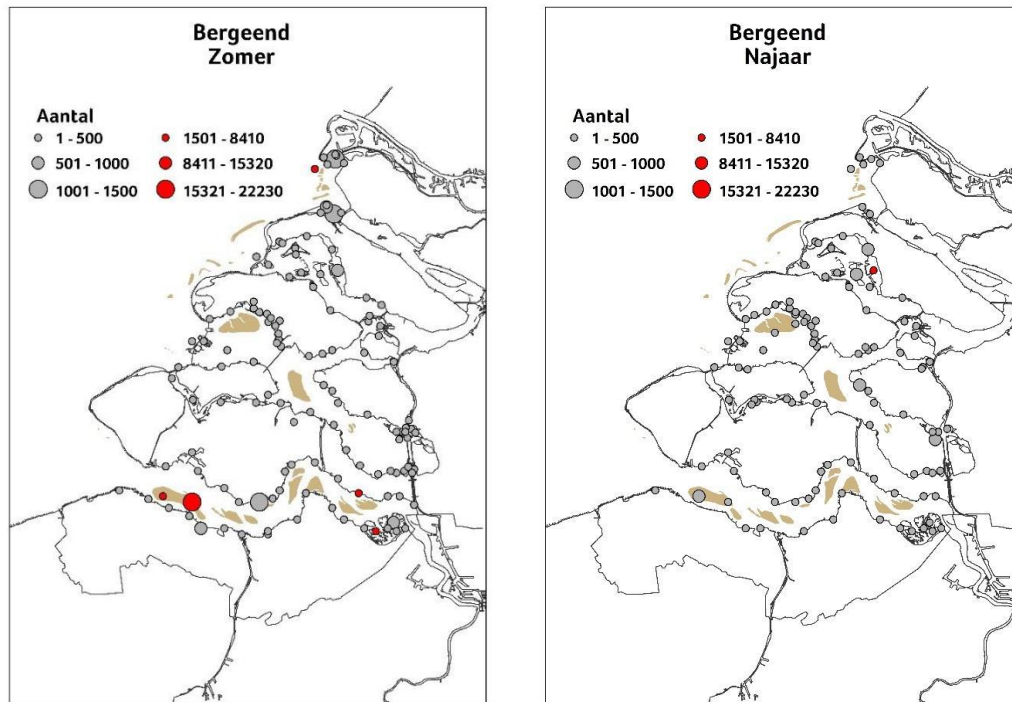 Bergeend
Zomer
Aantal
1 - 500
1501 - 8410
501 - 1000
8411 - 15320
1001 - 1500
15321 - 22230
Bergeend
Najaar
Aantal
1 - 500
1501 - 8410
501 - 1000
8411 - 15320
1001 - 1500
15321 - 22230